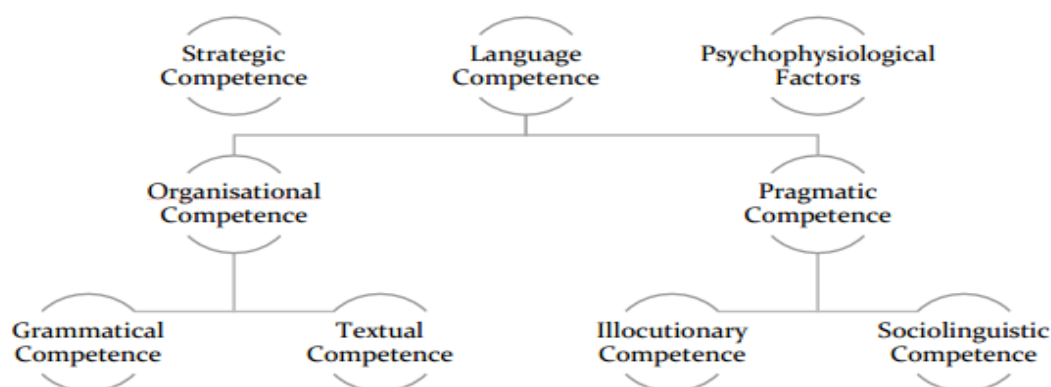 Strategic
Competence
Language
Competence
Psychophysiological
Factors
Organisational
Competence
Pragmatic
Competence
Grammatical
Competence
Textual
Competence
Illocutionary
Competence
Sociolinguistic
Competence